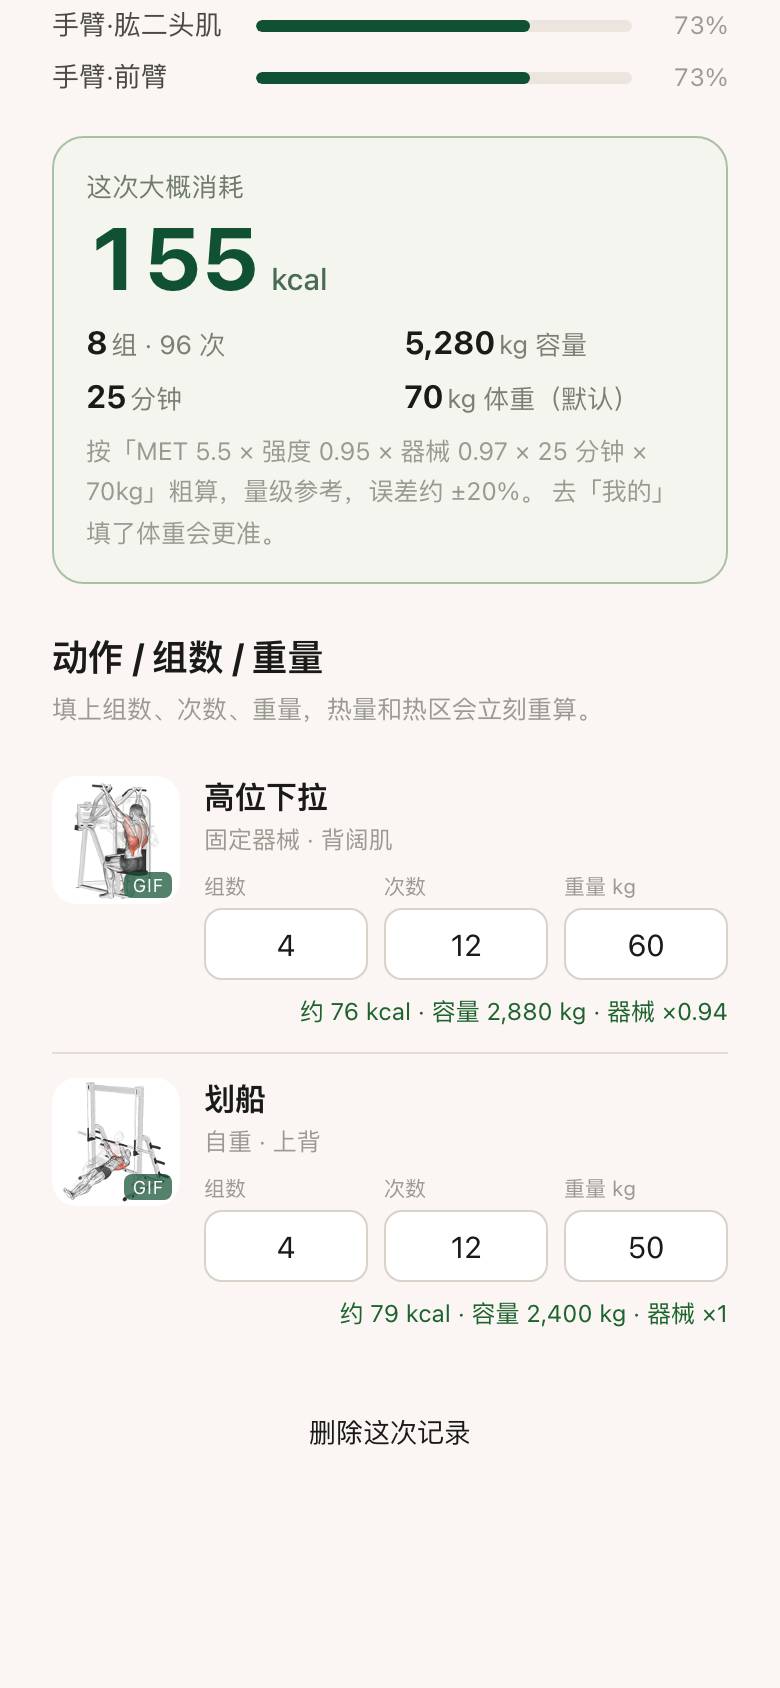 手臂·肱二头肌 73%
手臂·前臂 73%
这次大概消耗
155 kcal
8 组 · 96 次 5,280 kg 容量
25 分钟 70 kg 体重（默认）
按「MET 5.5 × 强度 0.95 × 器械 0.97 × 25 分钟 ×
70kg」粗算，量级参考，误差约 ±20%。 去「我的」
填了体重会更准。
动作 / 组数 / 重量
填上组数、次数、重量，热量和热区会立刻重算。
GIF
高位下拉
固定器械 · 背阔肌
组数 次数 重量 kg
4 12 60
约 76 kcal · 容量 2,880 kg · 器械 ×0.94
GIF
划船
自重 · 上背
组数 次数 重量 kg
4 12 50
约 79 kcal · 容量 2,400 kg · 器械 ×1
删除这次记录